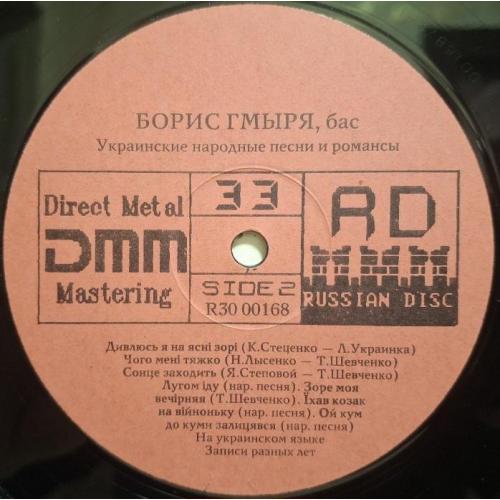 БОРИС ГМЫРЯ, бас
Украинские народные песни и романсы
Direct Metal
DMM
Mastering
33
SIDE 2
R30 00168
RD
RUSSIAN DISC
Дивлюсь я на ясні зорі (К. Стеценко — Л. Украинка)
Чого мені тяжко (Н. Лысенко — Т. Шевченко)
Сонце заходить (Я. Степовой — Т. Шевченко)
Лугом іду (нар. песня). Зоре моя
вечірняя (Т. Шевченко). Їхав козак
на війноньку (нар. песня). Ой кум
до куми залицявся (нар. песня)
На украинском языке
Записи разных лет